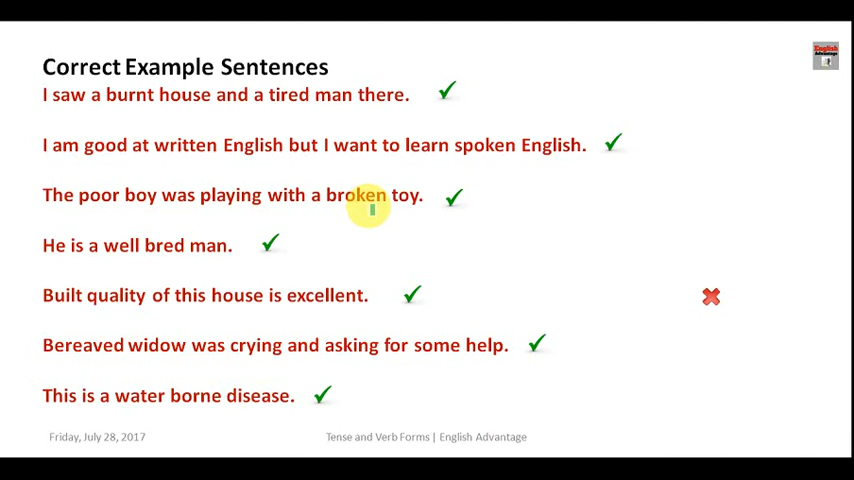 English
Advantage
Correct Example Sentences
I saw a burnt house and a tired man there.
I am good at written English but I want to learn spoken English.
The poor boy was playing with a broken toy.
He is a well bred man.
Built quality of this house is excellent.
Bereaved widow was crying and asking for some help.
This is a water borne disease.
Friday, July 28, 2017
Tense and Verb Forms | English Advantage